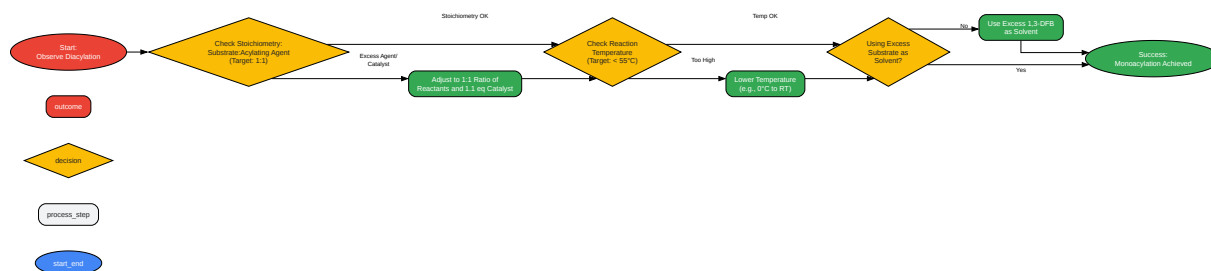 Start:
Observe Diacylation
Check Stoichiometry:
Substrate:Acylating Agent
(Target: 1:1)
Stoichiometry OK
Excess Agent/
Catalyst
Adjust to 1:1 Ratio of
Reactants and 1.1 eq Catalyst
Check Reaction
Temperature
(Target: < 55°C)
Temp OK
Too High
Lower Temperature
(e.g., 0°C to RT)
Using Excess
Substrate as
Solvent?
No
Use Excess 1,3-DFB
as Solvent
Yes
Success:
Monoacylation Achieved
outcome
decision
process_step
start_end